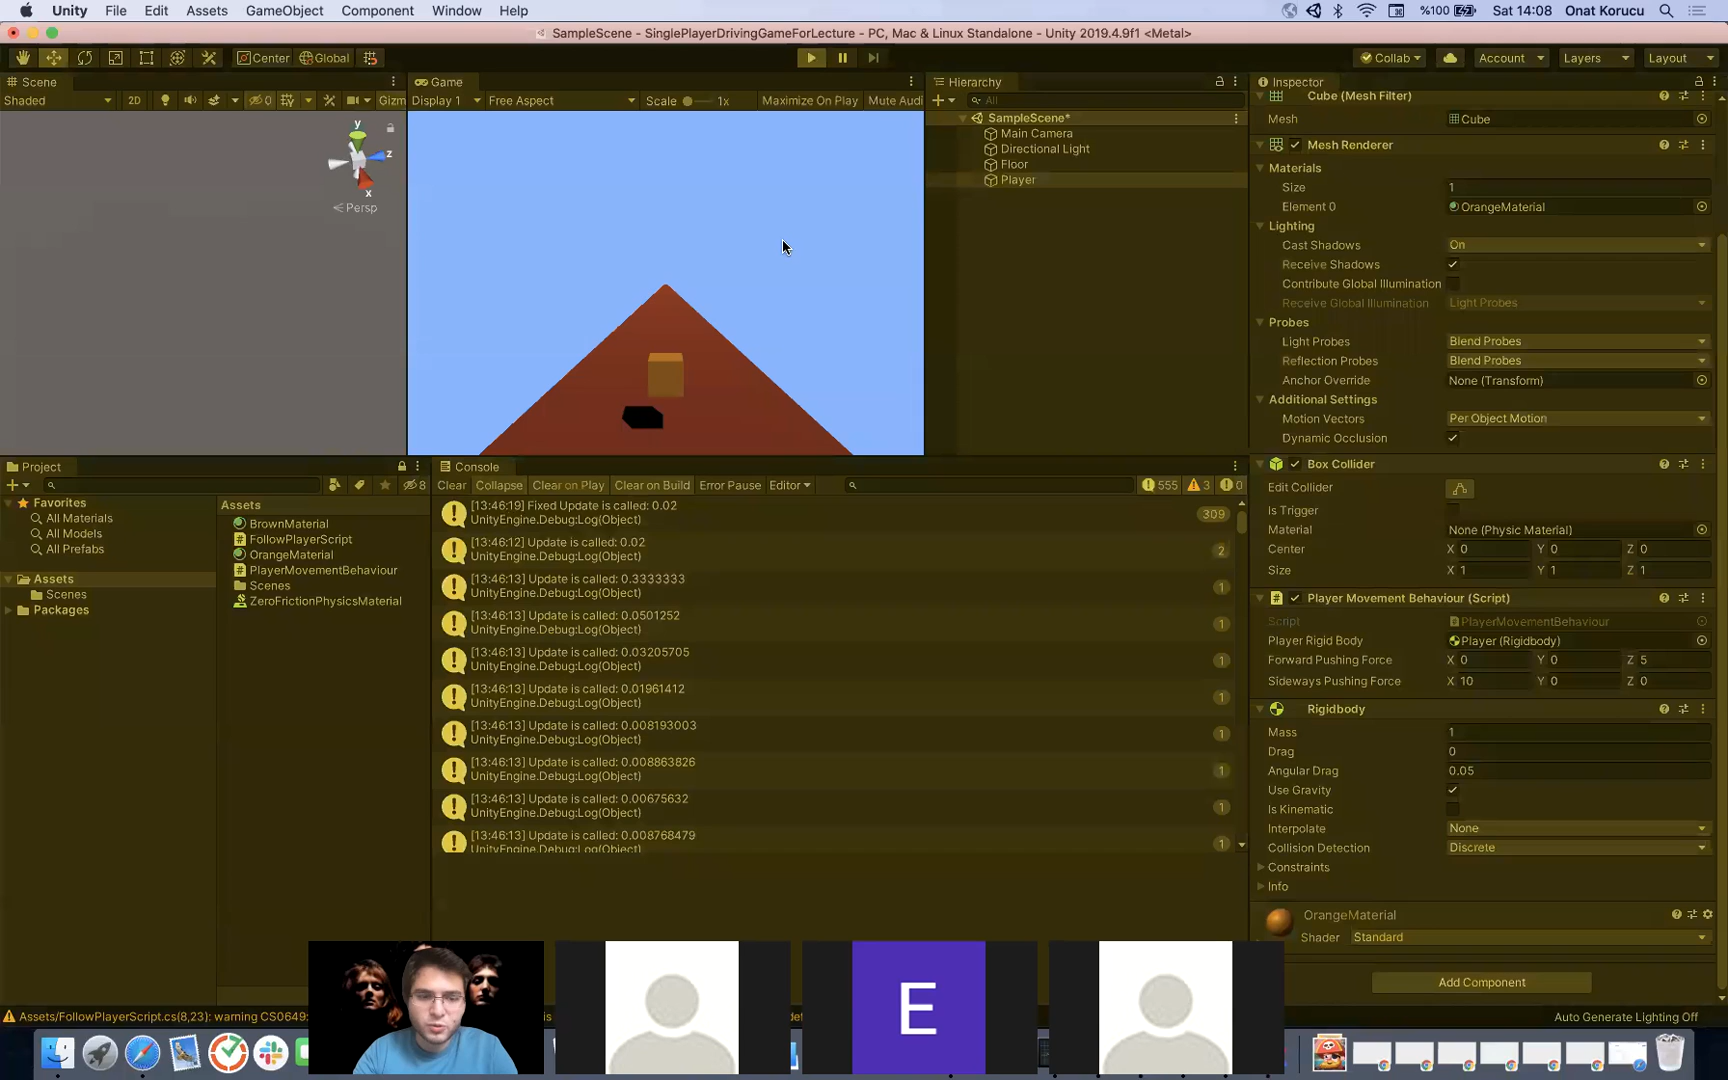 Unity File Edit Assets GameObject Component Window Help %100 Sat 14:08 Onat Korucu
SampleScene - SinglePlayerDrivingGameForLecture - PC, Mac & Linux Standalone - Unity 2019.4.9f1 <Metal>
Center Global Collab Account Layers Layout
Scene
Shaded 2D 0 Gizm
y
z
x
Persp
Game
Display 1 Free Aspect Scale 1x Maximize On Play Mute Audi
Hierarchy
All
SampleScene*
Main Camera
Directional Light
Floor
Player
Inspector
Cube (Mesh Filter)
Mesh Cube
Mesh Renderer
Materials
Size 1
Element 0 OrangeMaterial
Lighting
Cast Shadows On
Receive Shadows
Contribute Global Illumination
Receive Global Illumination Light Probes
Probes
Light Probes Blend Probes
Reflection Probes Blend Probes
Anchor Override None (Transform)
Additional Settings
Motion Vectors Per Object Motion
Dynamic Occlusion
Box Collider
Edit Collider
Is Trigger
Material None (Physic Material)
Center X 0 Y 0 Z 0
Size X 1 Y 1 Z 1
Player Movement Behaviour (Script)
Script PlayerMovementBehaviour
Player Rigid Body Player (Rigidbody)
Forward Pushing Force X 0 Y 0 Z 5
Sideways Pushing Force X 10 Y 0 Z 0
Rigidbody
Mass 1
Drag 0
Angular Drag 0.05
Use Gravity
Is Kinematic
Interpolate None
Collision Detection Discrete
Constraints
Info
OrangeMaterial
Shader Standard
Add Component
Auto Generate Lighting Off
Project
8
Favorites
All Materials
All Models
All Prefabs
Assets
Scenes
Packages
Assets
BrownMaterial
FollowPlayerScript
OrangeMaterial
PlayerMovementBehaviour
Scenes
ZeroFrictionPhysicsMaterial
Console
Clear Collapse Clear on Play Clear on Build Error Pause Editor 555 3 0
[13:46:19] Fixed Update is called: 0.02
UnityEngine.Debug:Log(Object)
309
[13:46:12] Update is called: 0.02
UnityEngine.Debug:Log(Object)
2
[13:46:13] Update is called: 0.3333333
UnityEngine.Debug:Log(Object)
1
[13:46:13] Update is called: 0.0501252
UnityEngine.Debug:Log(Object)
1
[13:46:13] Update is called: 0.03205705
UnityEngine.Debug:Log(Object)
1
[13:46:13] Update is called: 0.01961412
UnityEngine.Debug:Log(Object)
1
[13:46:13] Update is called: 0.008193003
UnityEngine.Debug:Log(Object)
1
[13:46:13] Update is called: 0.008863826
UnityEngine.Debug:Log(Object)
1
[13:46:13] Update is called: 0.00675632
UnityEngine.Debug:Log(Object)
1
[13:46:13] Update is called: 0.008768479
UnityEngine.Debug:Log(Object)
1
Assets/FollowPlayerScript.cs(8,23): warning CS0649:
E